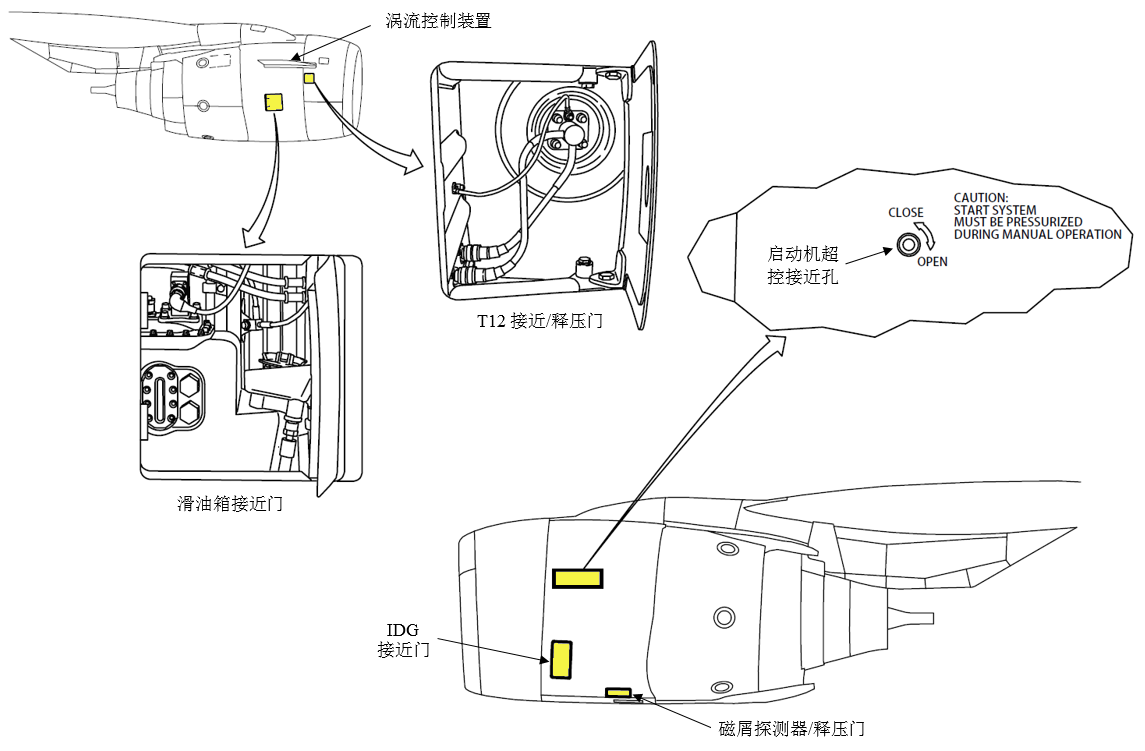 涡流控制装置
CAUTION:
START SYSTEM
MUST BE PRESSURIZED
DURING MANUAL OPERATION
CLOSE
OPEN
启动机超
控接近孔
T12 接近/释压门
滑油箱接近门
IDG
接近门
磁屑探测器/释压门